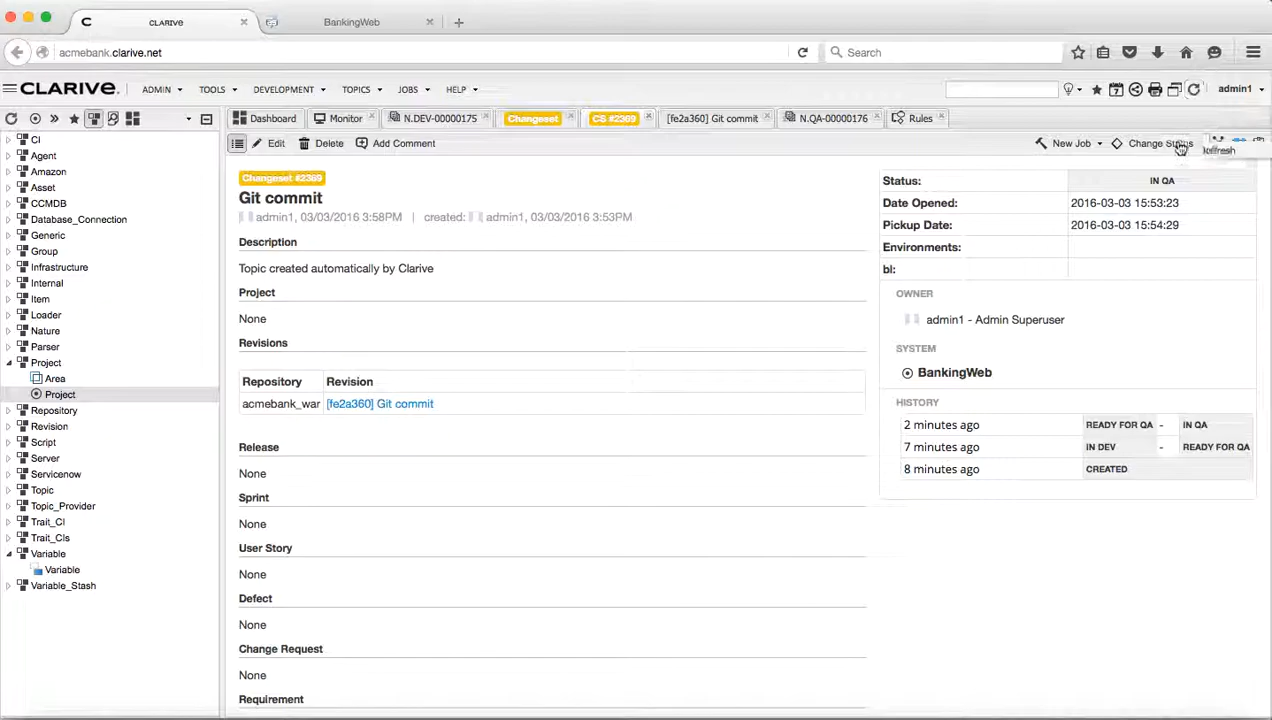 CLARIVE
BankingWeb
acmebank.clarive.net
Search
CLARIVE.
ADMIN
TOOLS
DEVELOPMENT
TOPICS
JOBS
HELP
7
admin1
Dashboard
Monitor
N.DEV-00000175
Changeset
CS #2369
[fe2a360] Git commit
N.QA-00000176
Rules
Edit
Delete
Add Comment
New Job
Change Status
Refresh
CI
Agent
Amazon
Asset
CCMDB
Database_Connection
Generic
Group
Infrastructure
Internal
Item
Loader
Nature
Parser
Project
Area
Project
Repository
Revision
Script
Server
Servicenow
Topic
Topic_Provider
Trait_CI
Trait_CIs
Variable
Variable
Variable_Stash
Changeset #2369
Git commit
admin1, 03/03/2016 3:58PM | created: admin1, 03/03/2016 3:53PM
Description
Topic created automatically by Clarive
Project
None
Revisions
Repository Revision
acmebank_war [fe2a360] Git commit
Release
None
Sprint
None
User Story
None
Defect
None
Change Request
None
Requirement
Status: IN QA
Date Opened: 2016-03-03 15:53:23
Pickup Date: 2016-03-03 15:54:29
Environments:
bl:
OWNER
admin1 - Admin Superuser
SYSTEM
BankingWeb
HISTORY
2 minutes ago READY FOR QA - IN QA
7 minutes ago IN DEV - READY FOR QA
8 minutes ago CREATED